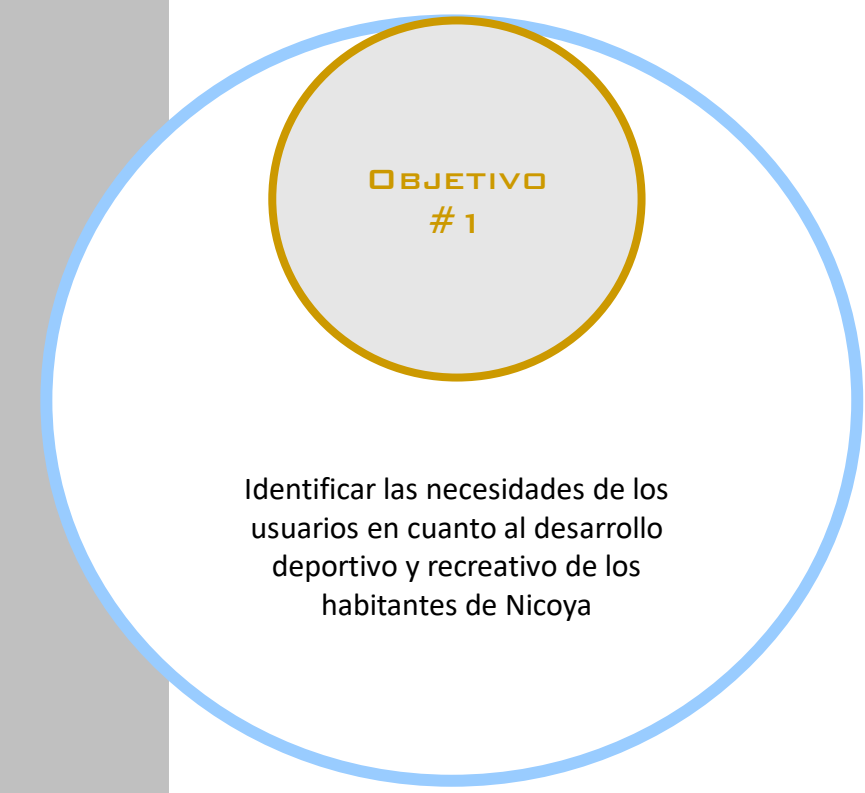 Objetivo
# 1
Identificar las necesidades de los
usuarios en cuanto al desarrollo
deportivo y recreativo de los
habitantes de Nicoya